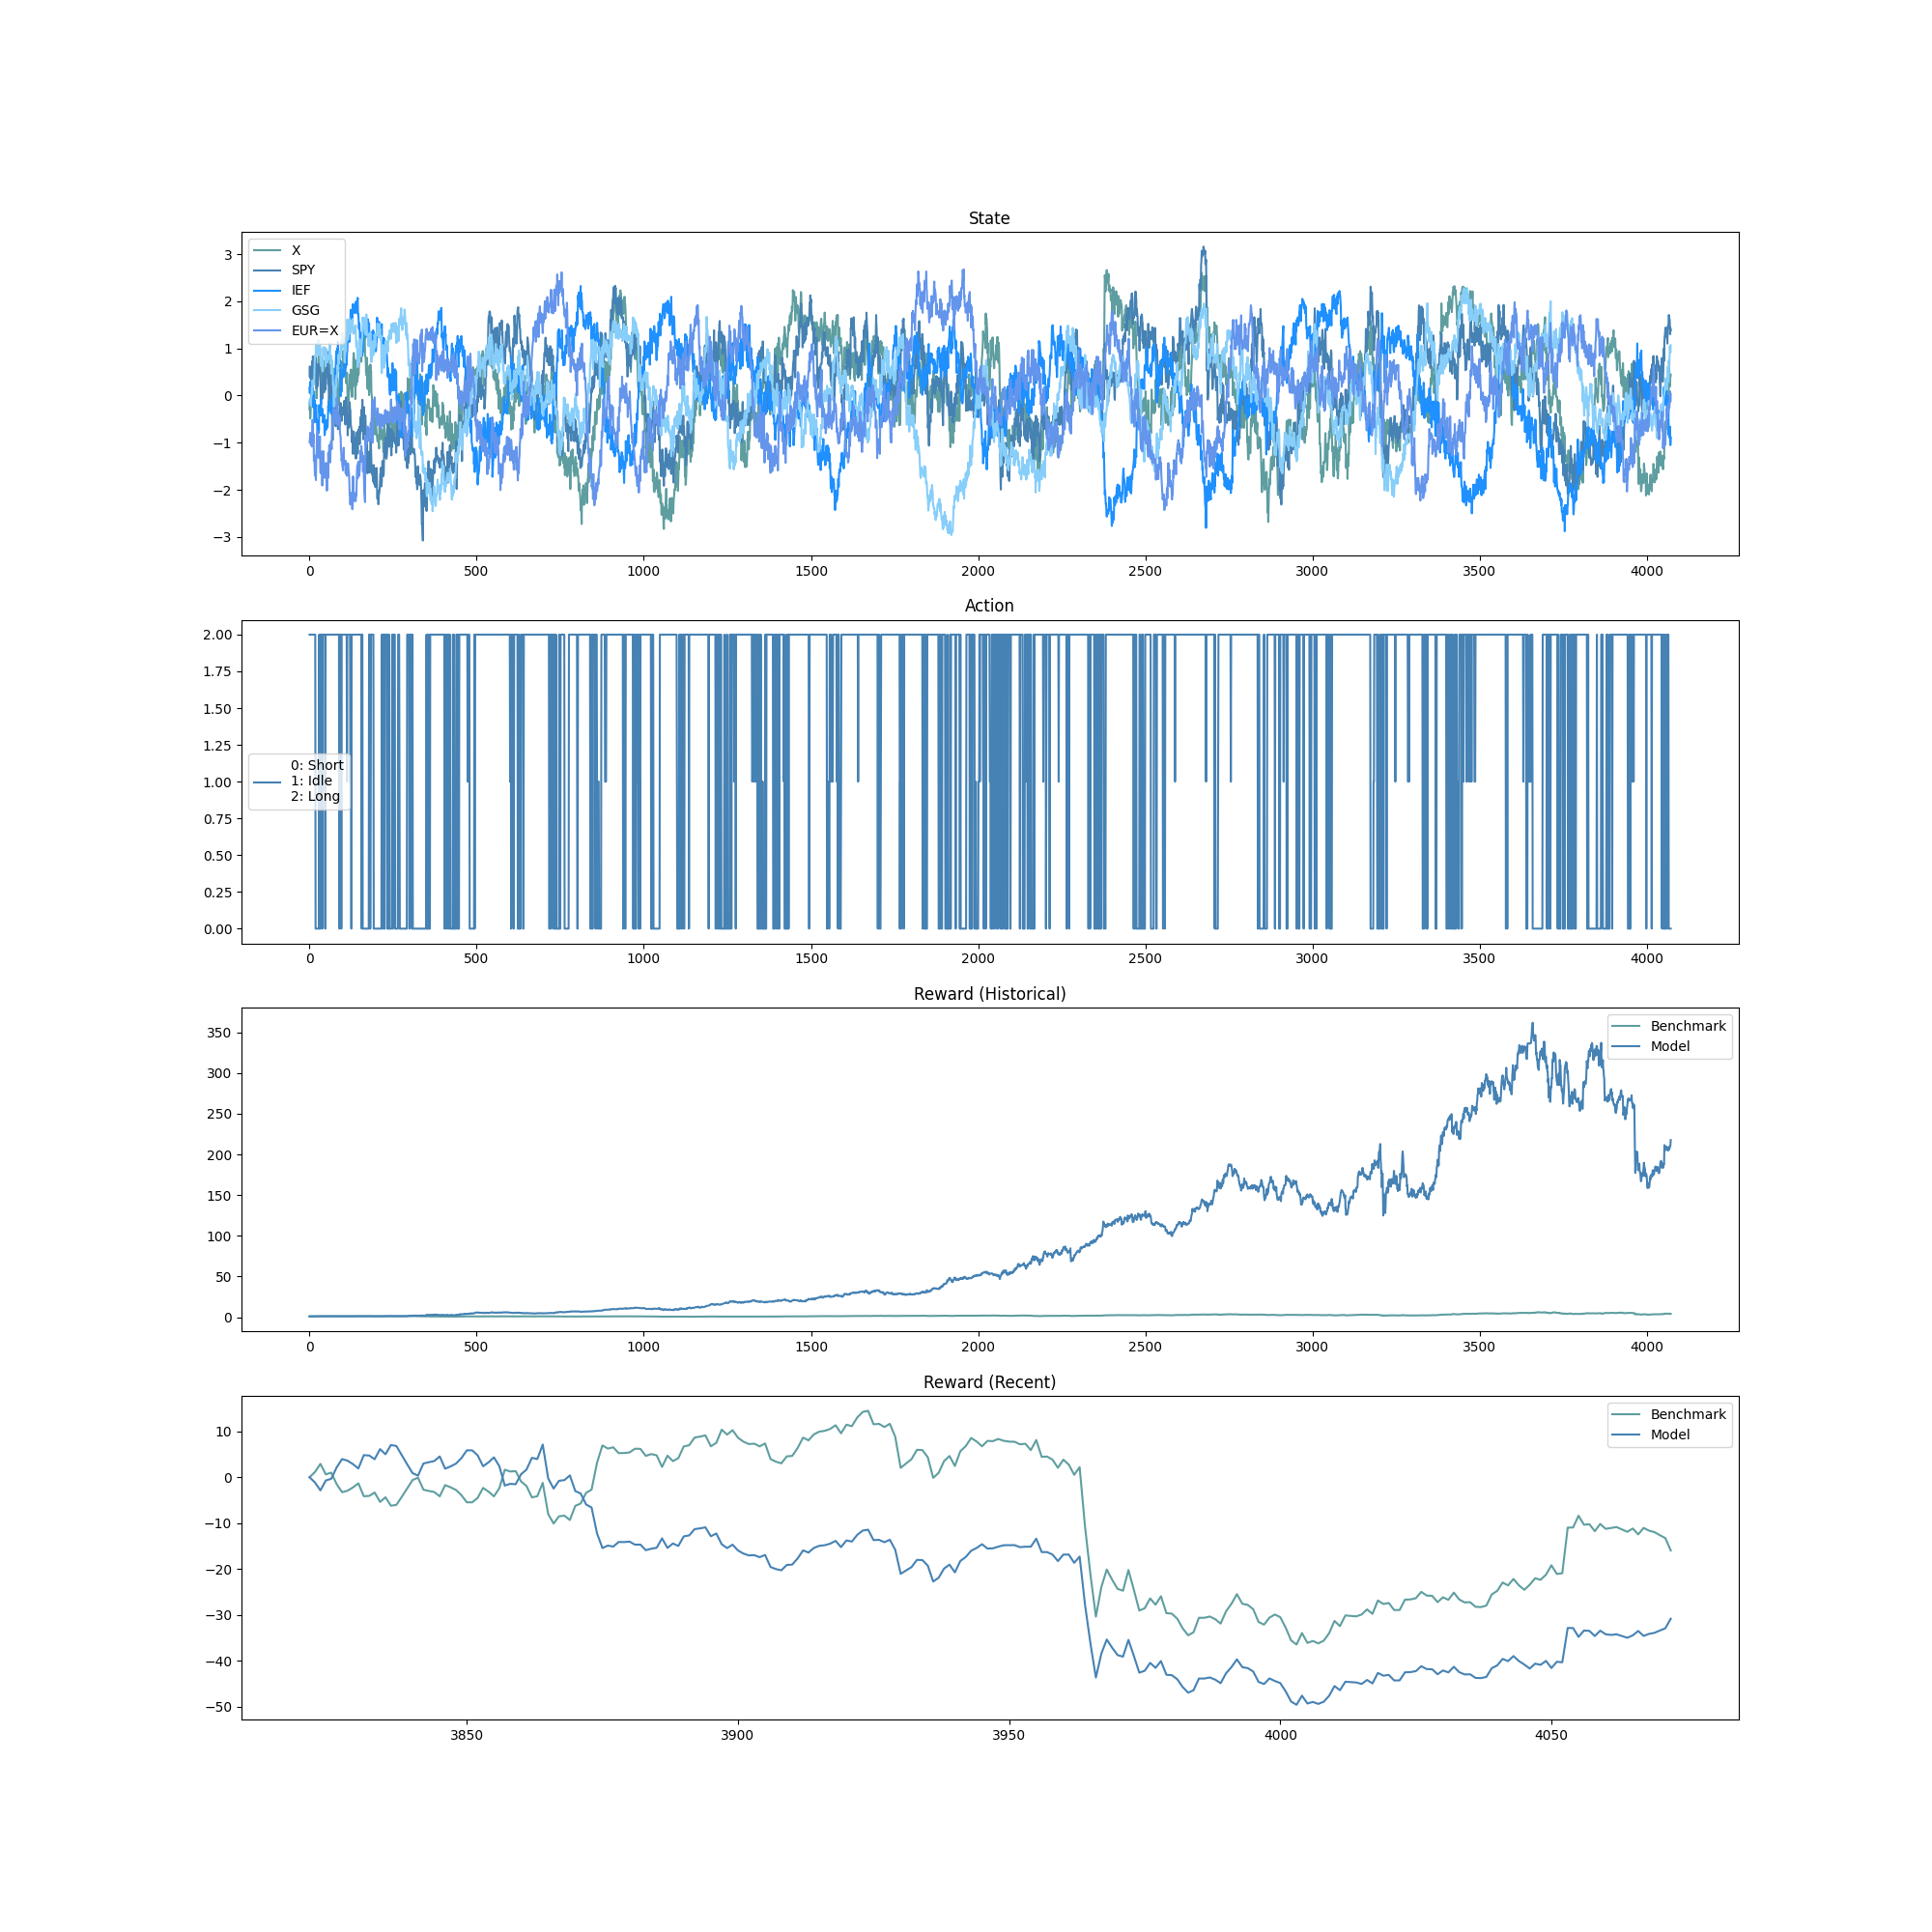 State
3
2
1
0
−1
−2
−3
X
SPY
IEF
GSG
EUR=X
0 500 1000 1500 2000 2500 3000 3500 4000
Action
2.00
1.75
1.50
1.25
1.00
0.75
0.50
0.25
0.00
0: Short
1: Idle
2: Long
0 500 1000 1500 2000 2500 3000 3500 4000
Reward (Historical)
350
300
250
200
150
100
50
0
Benchmark
Model
0 500 1000 1500 2000 2500 3000 3500 4000
Reward (Recent)
10
0
−10
−20
−30
−40
−50
Benchmark
Model
3850 3900 3950 4000 4050